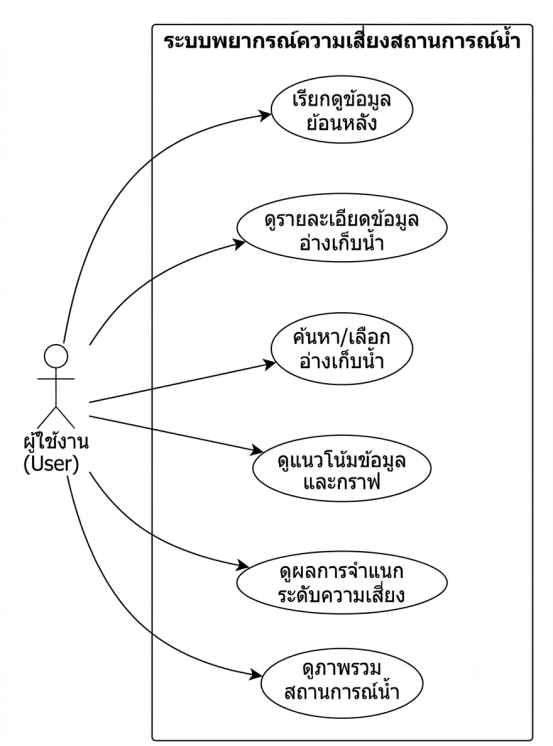 ระบบพยากรณ์ความเสี่ยงสถานการณ์น้ำ
เรียกดูข้อมูล
ย้อนหลัง
ดูรายละเอียดข้อมูล
อ่างเก็บน้ำ
ค้นหา/เลือก
อ่างเก็บน้ำ
ผู้ใช้งาน
(User)
ดูแนวโน้มข้อมูล
และกราฟ
ดูผลการจำแนก
ระดับความเสี่ยง
ดูภาพรวม
สถานการณ์น้ำ